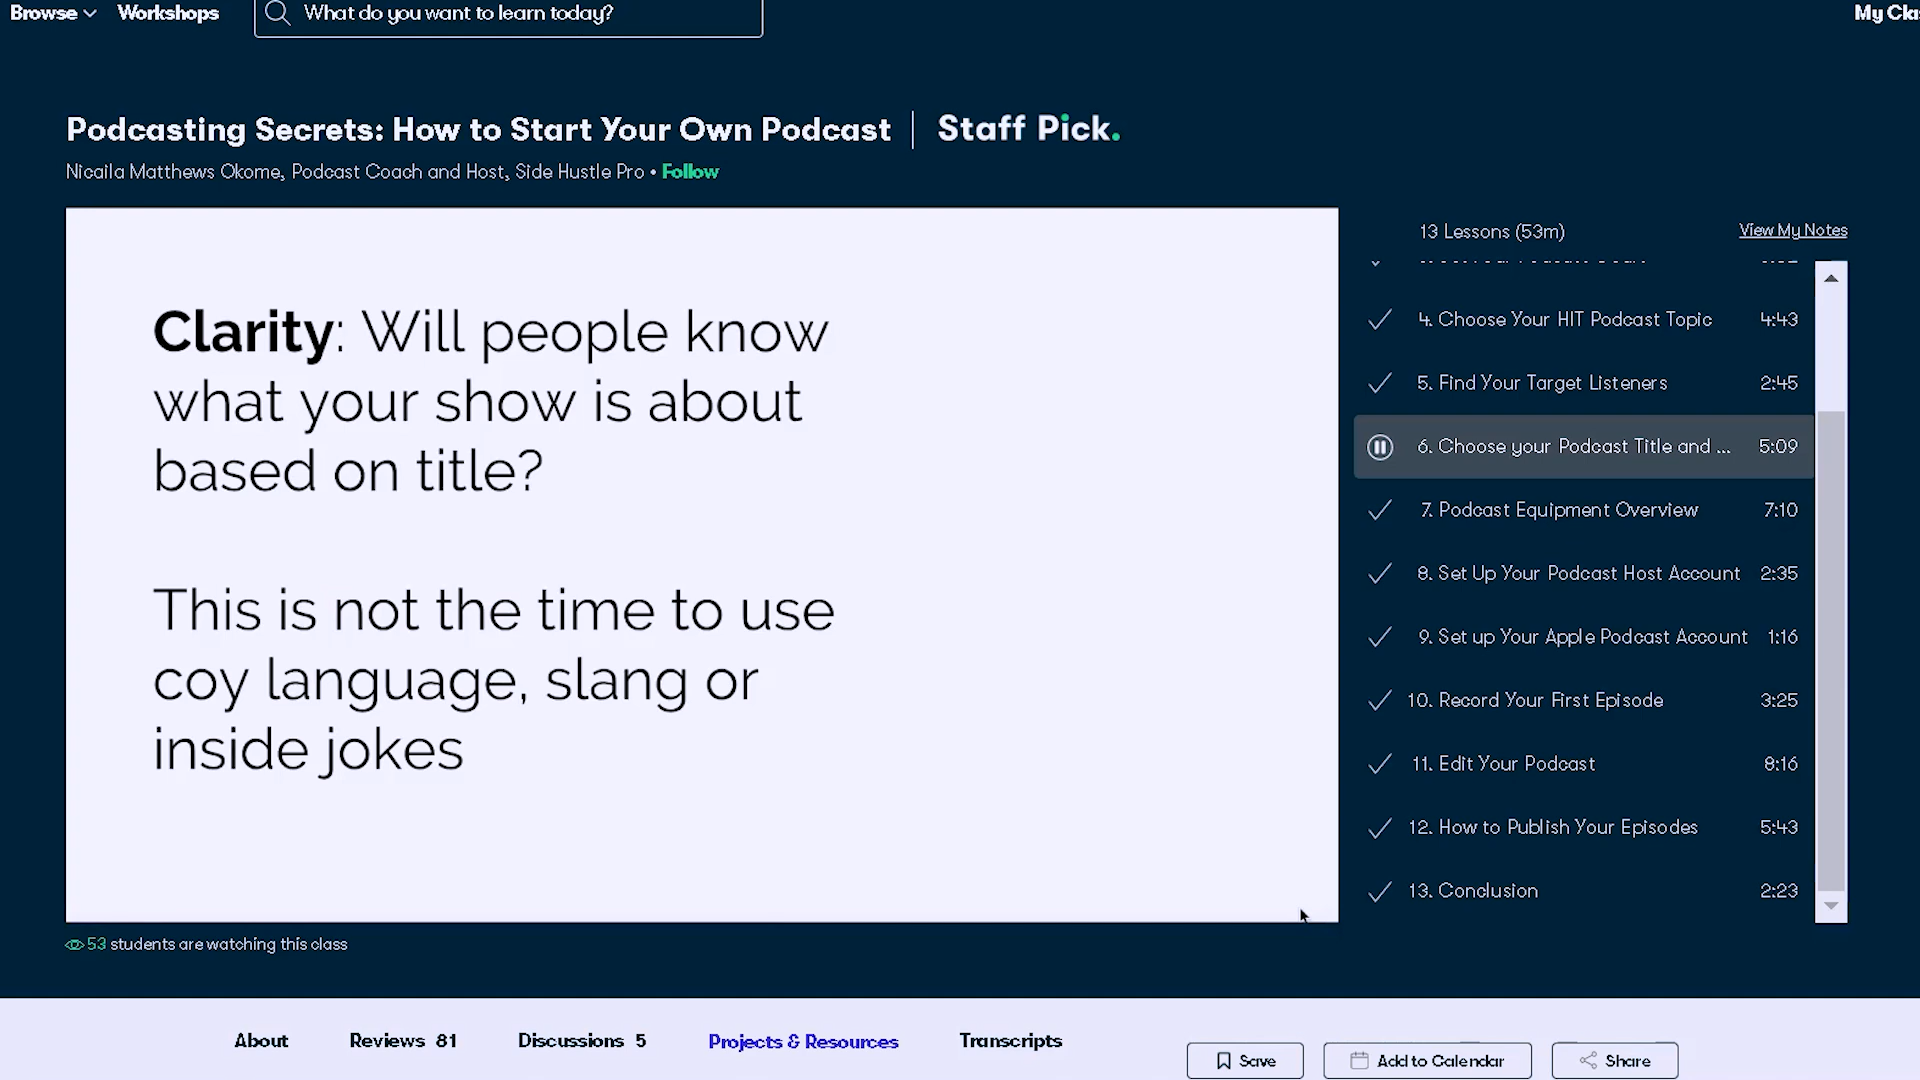 Browse Workshops What do you want to learn today?
Podcasting Secrets: How to Start Your Own Podcast Staff Pick.
Nicaila Matthews Okome, Podcast Coach and Host, Side Hustle Pro • Follow
Clarity: Will people know
what your show is about
based on title?
This is not the time to use
coy language, slang or
inside jokes
13 Lessons (53m) View My Notes
4. Choose Your HIT Podcast Topic 4:43
5. Find Your Target Listeners 2:45
6. Choose your Podcast Title and ... 5:09
7. Podcast Equipment Overview 7:10
8. Set Up Your Podcast Host Account 2:35
9. Set up Your Apple Podcast Account 1:16
10. Record Your First Episode 3:25
11. Edit Your Podcast 8:16
12. How to Publish Your Episodes 5:43
13. Conclusion 2:23
53 students are watching this class
About Reviews 81 Discussions 5 Projects & Resources Transcripts
Save Add to Calendar Share